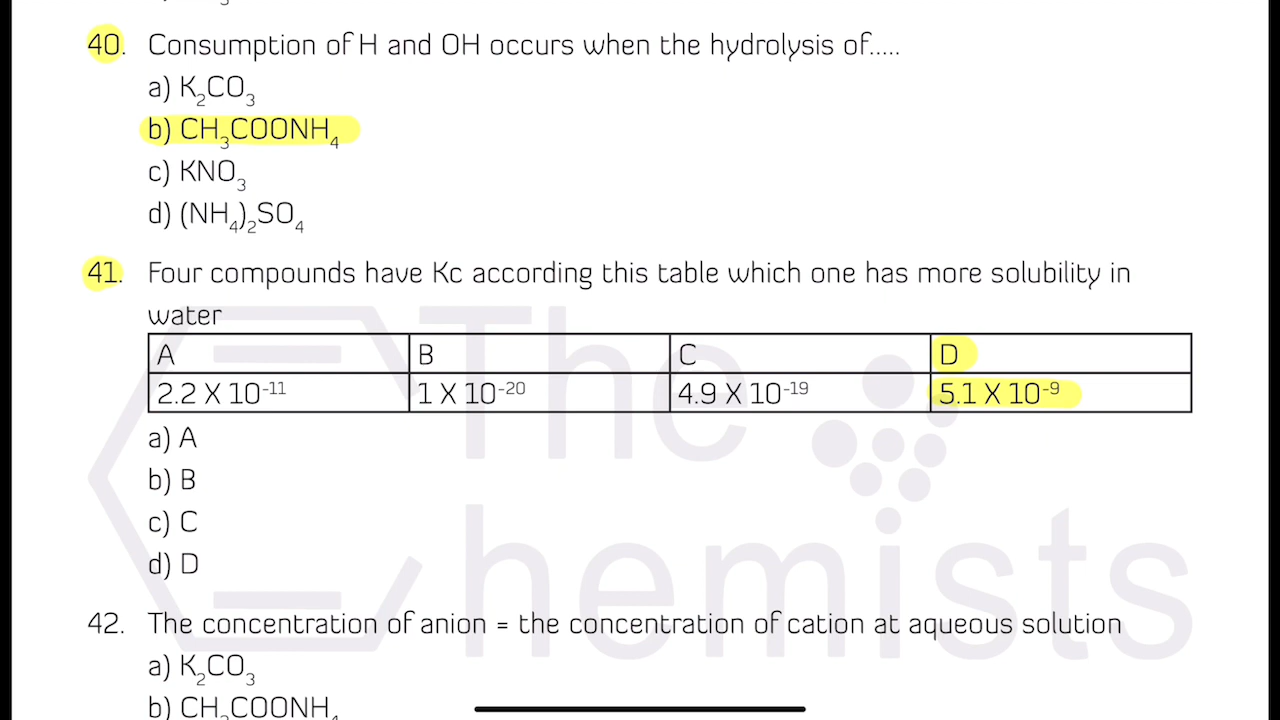 40. Consumption of H and OH occurs when the hydrolysis of.....
a) K₂CO₃
b) CH₃COONH₄
c) KNO₃
d) (NH₄)₂SO₄
41. Four compounds have Kc according this table which one has more solubility in
water
A B C D
2.2 X 10⁻¹¹ 1 X 10⁻²⁰ 4.9 X 10⁻¹⁹ 5.1 X 10⁻⁹
a) A
b) B
c) C
d) D
The
Chemists
42. The concentration of anion = the concentration of cation at aqueous solution
a) K₂CO₃
b) CH₃COONH₄